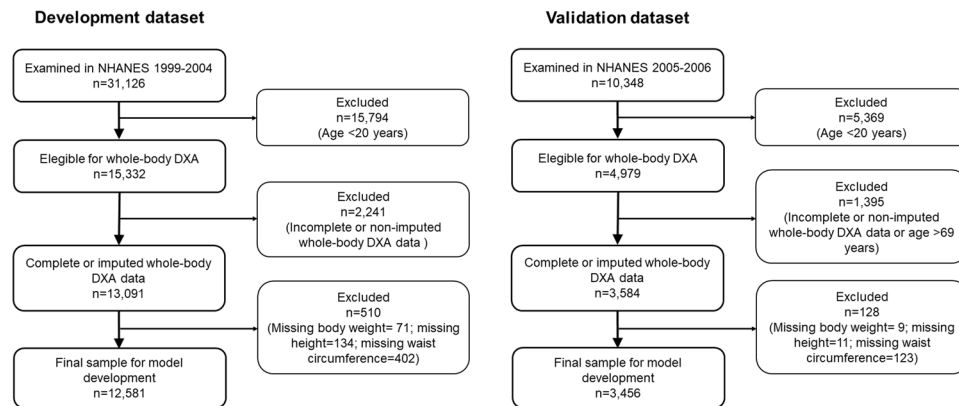 Development dataset
Examined in NHANES 1999-2004
n=31,126
Excluded
n=15,794
(Age <20 years)
Elegible for whole-body DXA
n=15,332
Excluded
n=2,241
(Incomplete or non-imputed
whole-body DXA data )
Complete or imputed whole-body
DXA data
n=13,091
Excluded
n=510
(Missing body weight= 71; missing
height=134; missing waist
circumference=402)
Final sample for model
development
n=12,581
Validation dataset
Examined in NHANES 2005-2006
n=10,348
Excluded
n=5,369
(Age <20 years)
Elegible for whole-body DXA
n=4,979
Excluded
n=1,395
(Incomplete or non-imputed
whole-body DXA data or age >69
years)
Complete or imputed whole-body
DXA data
n=3,584
Excluded
n=128
(Missing body weight= 9; missing
height=11; missing waist
circumference=123)
Final sample for model
development
n=3,456